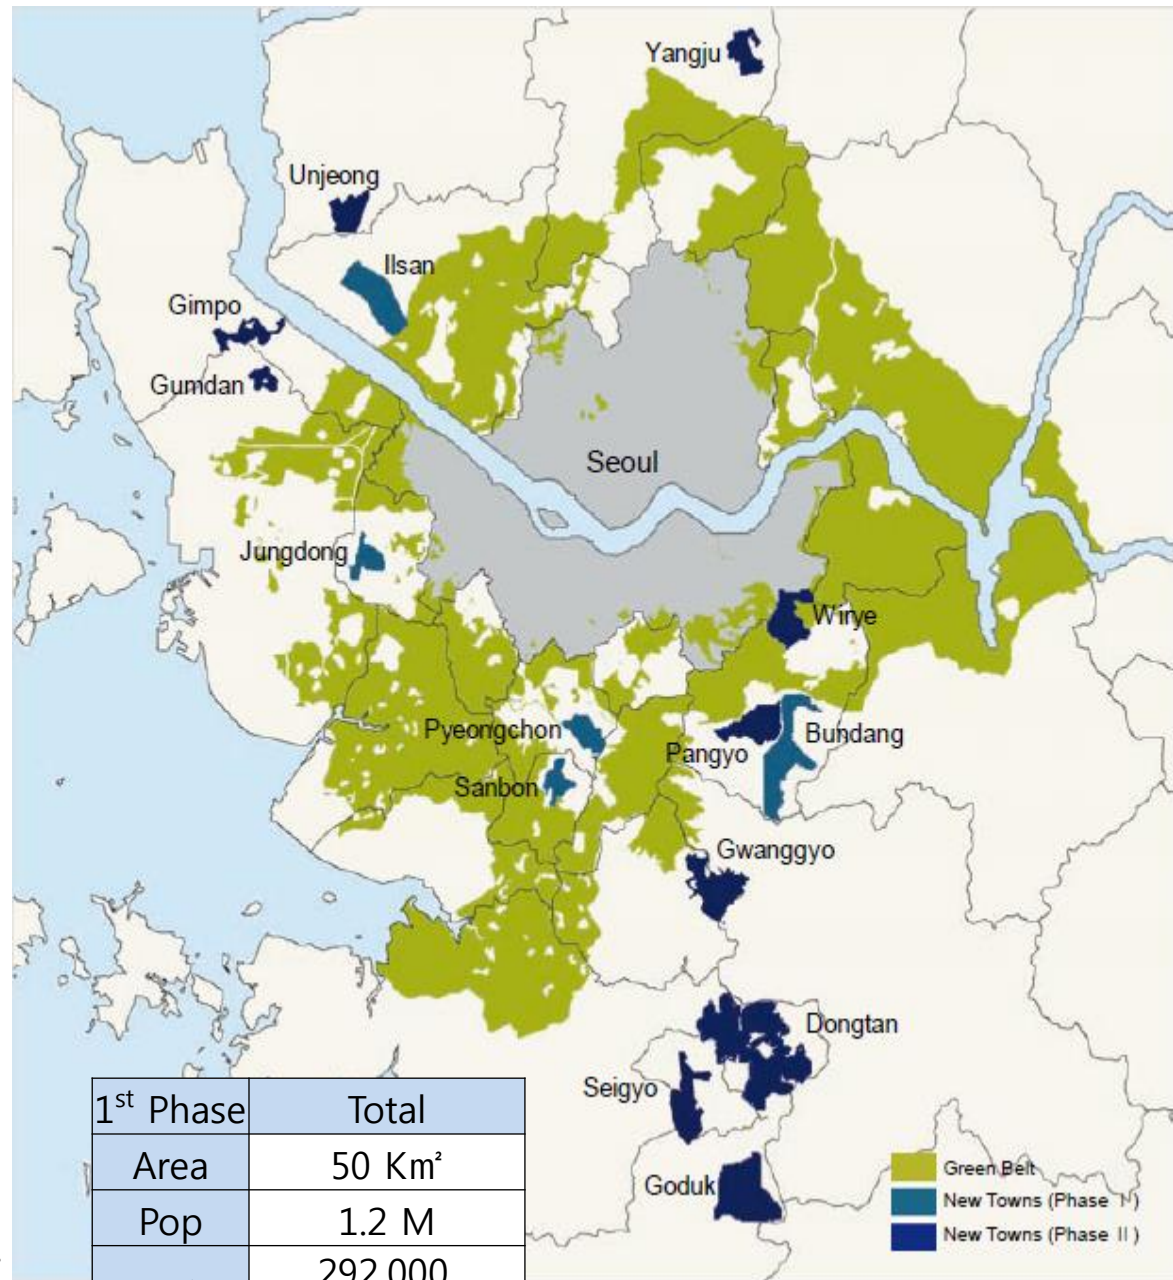 Yangju
Unjeong
Ilsan
Gimpo
Gumdan
Seoul
Jungdong
Wirye
Pyeongchon
Pangyo
Bundang
Sanbon
Gwanggyo
Dongtan
Seigyo
Goduk
1st Phase Total
Area 50 Km²
Pop 1.2 M
292,000
Green Belt
New Towns (Phase Ⅰ)
New Towns (Phase Ⅱ)